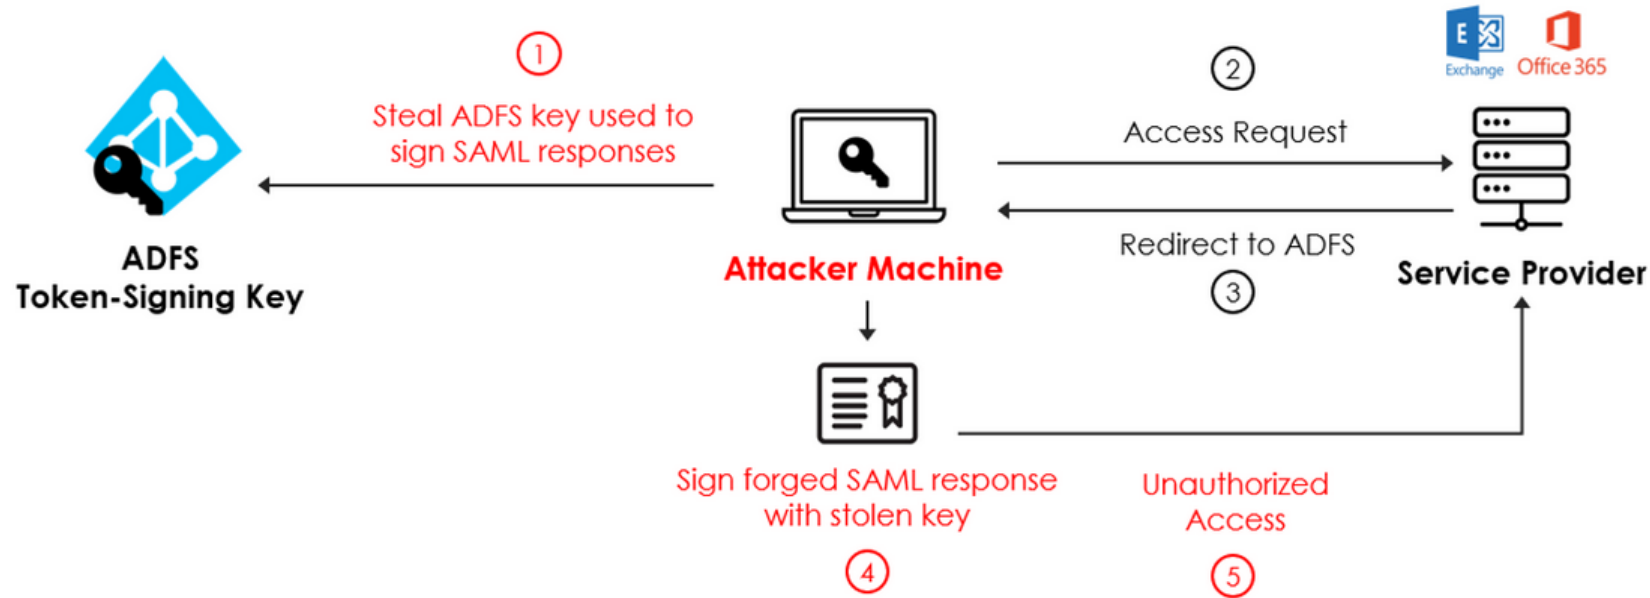 1
Steal ADFS key used to
sign SAML responses
ADFS
Token-Signing Key
Attacker Machine
2
Access Request
Redirect to ADFS
3
E
Exchange
Office 365
Service Provider
Sign forged SAML response
with stolen key
4
Unauthorized
Access
5